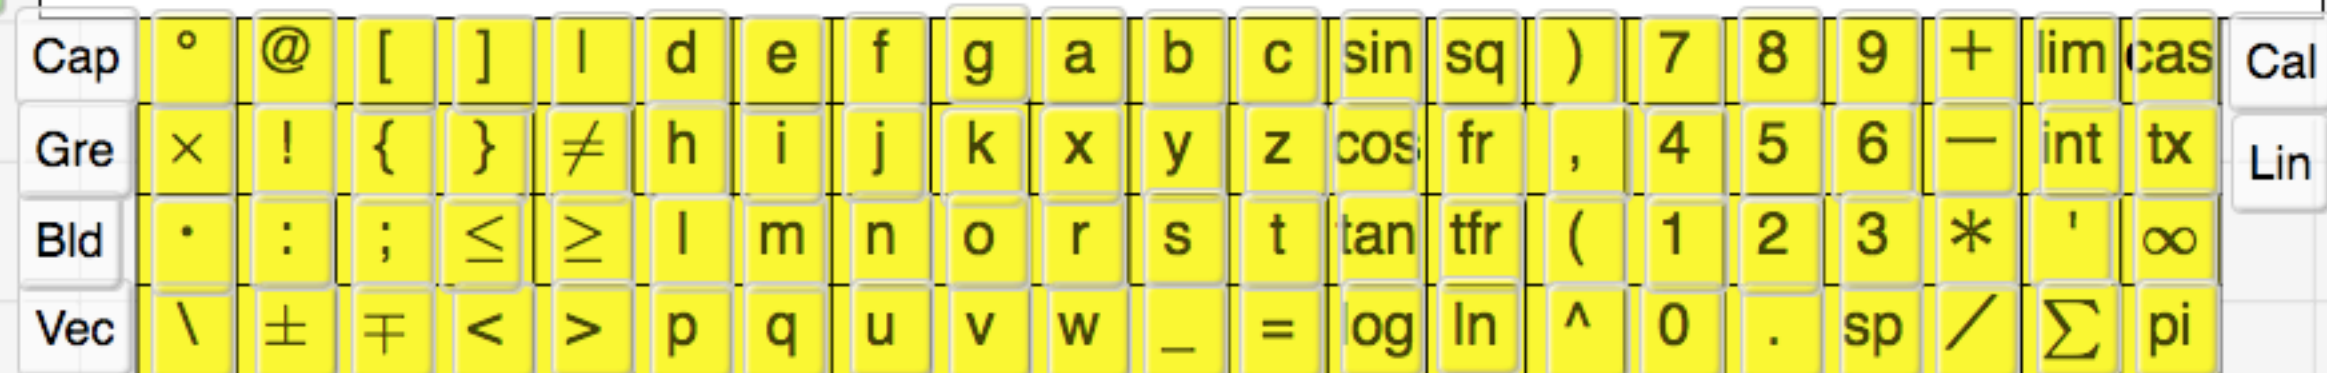 Cap ° @ [ ] | d e f g a b c sin sq ) 7 8 9 + lim cas Cal
Gre × ! { } ≠ h i j k x y z cos fr , 4 5 6 − int tx Lin
Bld · : ; ≤ ≥ l m n o r s t tan tfr ( 1 2 3 * ' ∞
Vec \ ± ∓ < > p q u v w _ = log ln ^ 0 . sp / ∑ pi